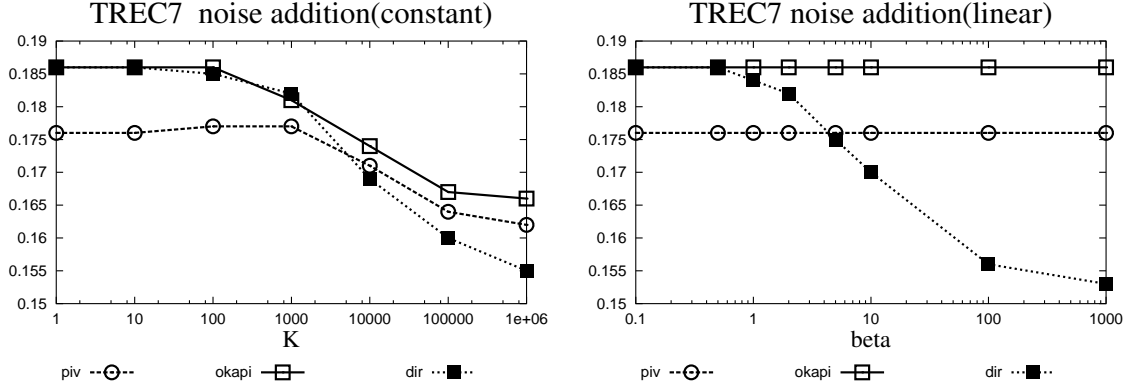 TREC7 noise addition(constant)
0.19
0.185
0.18
0.175
0.17
0.165
0.16
0.155
0.15
1 10 100 1000 10000 100000 1e+06
K
piv okapi dir
TREC7 noise addition(linear)
0.19
0.185
0.18
0.175
0.17
0.165
0.16
0.155
0.15
0.1 1 10 100 1000
beta
piv okapi dir